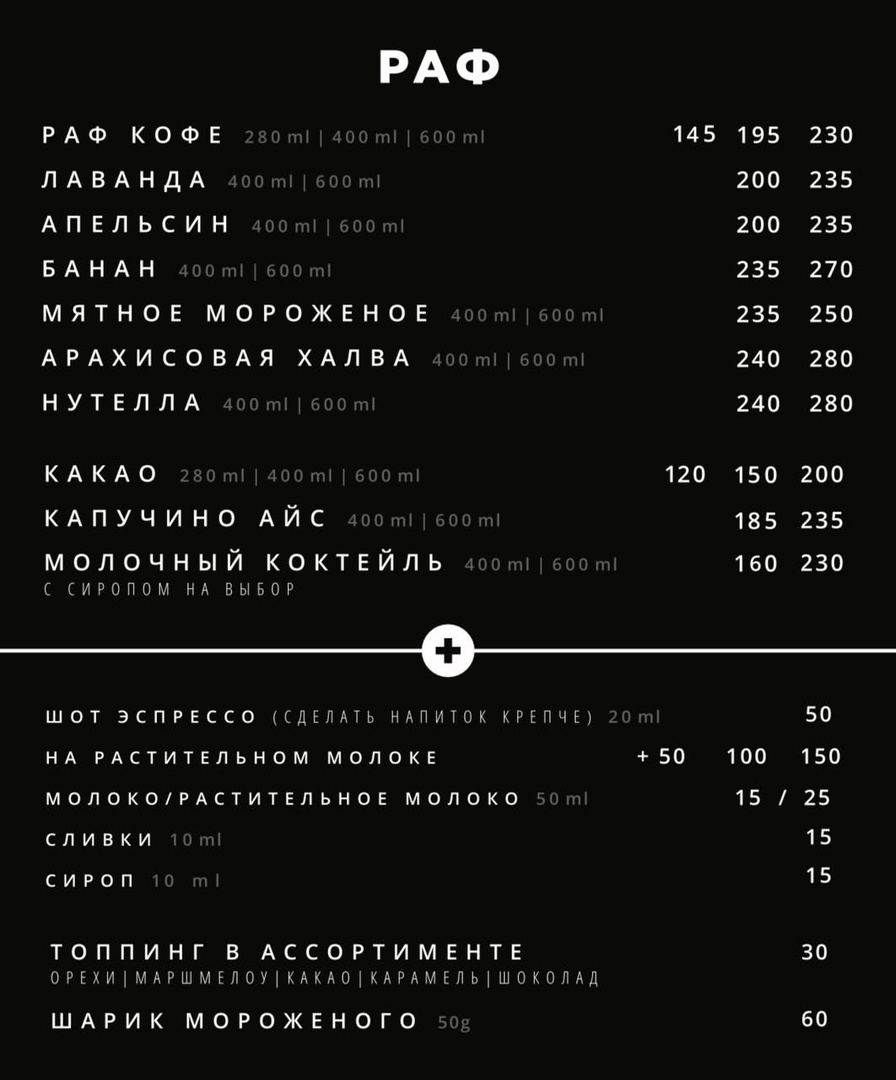 РАФ
РАФ КОФЕ 280 ml | 400 ml | 600 ml 145 195 230
ЛАВАНДА 400 ml | 600 ml 200 235
АПЕЛЬСИН 400 ml | 600 ml 200 235
БАНАН 400 ml | 600 ml 235 270
МЯТНОЕ МОРОЖЕНОЕ 400 ml | 600 ml 235 250
АРАХИСОВАЯ ХАЛВА 400 ml | 600 ml 240 280
НУТЕЛЛА 400 ml | 600 ml 240 280
КАКАО 280 ml | 400 ml | 600 ml 120 150 200
КАПУЧИНО АЙС 400 ml | 600 ml 185 235
МОЛОЧНЫЙ КОКТЕЙЛЬ 400 ml | 600 ml 160 230
С СИРОПОМ НА ВЫБОР
+
ШОТ ЭСПРЕССО (СДЕЛАТЬ НАПИТОК КРЕПЧЕ) 20 ml 50
НА РАСТИТЕЛЬНОМ МОЛОКЕ + 50 100 150
МОЛОКО/РАСТИТЕЛЬНОЕ МОЛОКО 50 ml 15 / 25
СЛИВКИ 10 ml 15
СИРОП 10 ml 15
ТОППИНГ В АССОРТИМЕНТЕ 30
ОРЕХИ|МАРШМЕЛОУ|КАКАО|КАРАМЕЛЬ|ШОКОЛАД
ШАРИК МОРОЖЕНОГО 50g 60